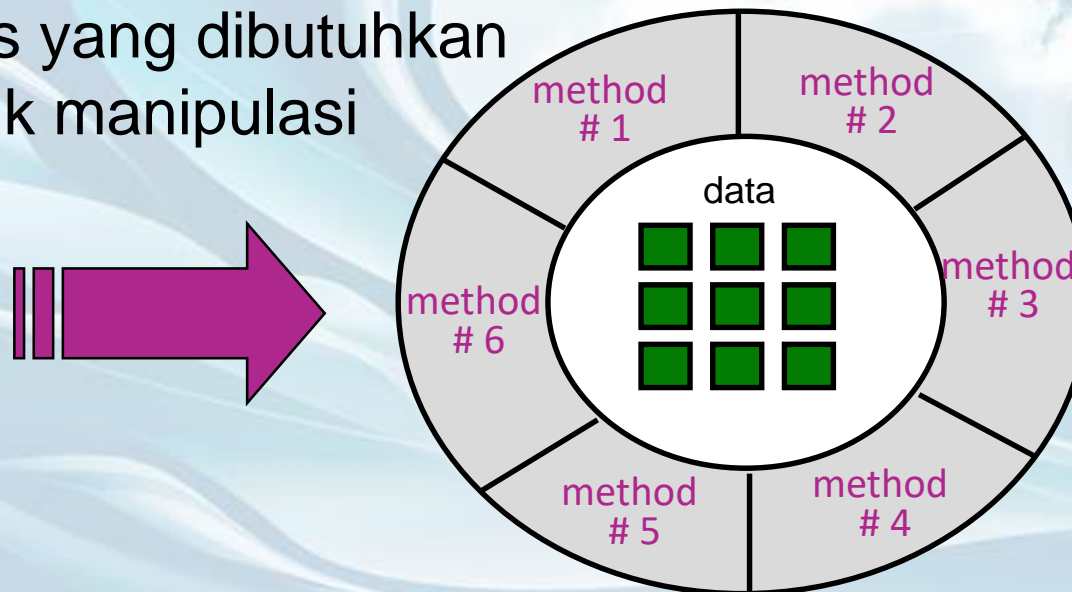 s yang dibutuhkan
k manipulasi
method
# 1
method
# 2
data
method
# 3
method
# 6
method
# 5
method
# 4